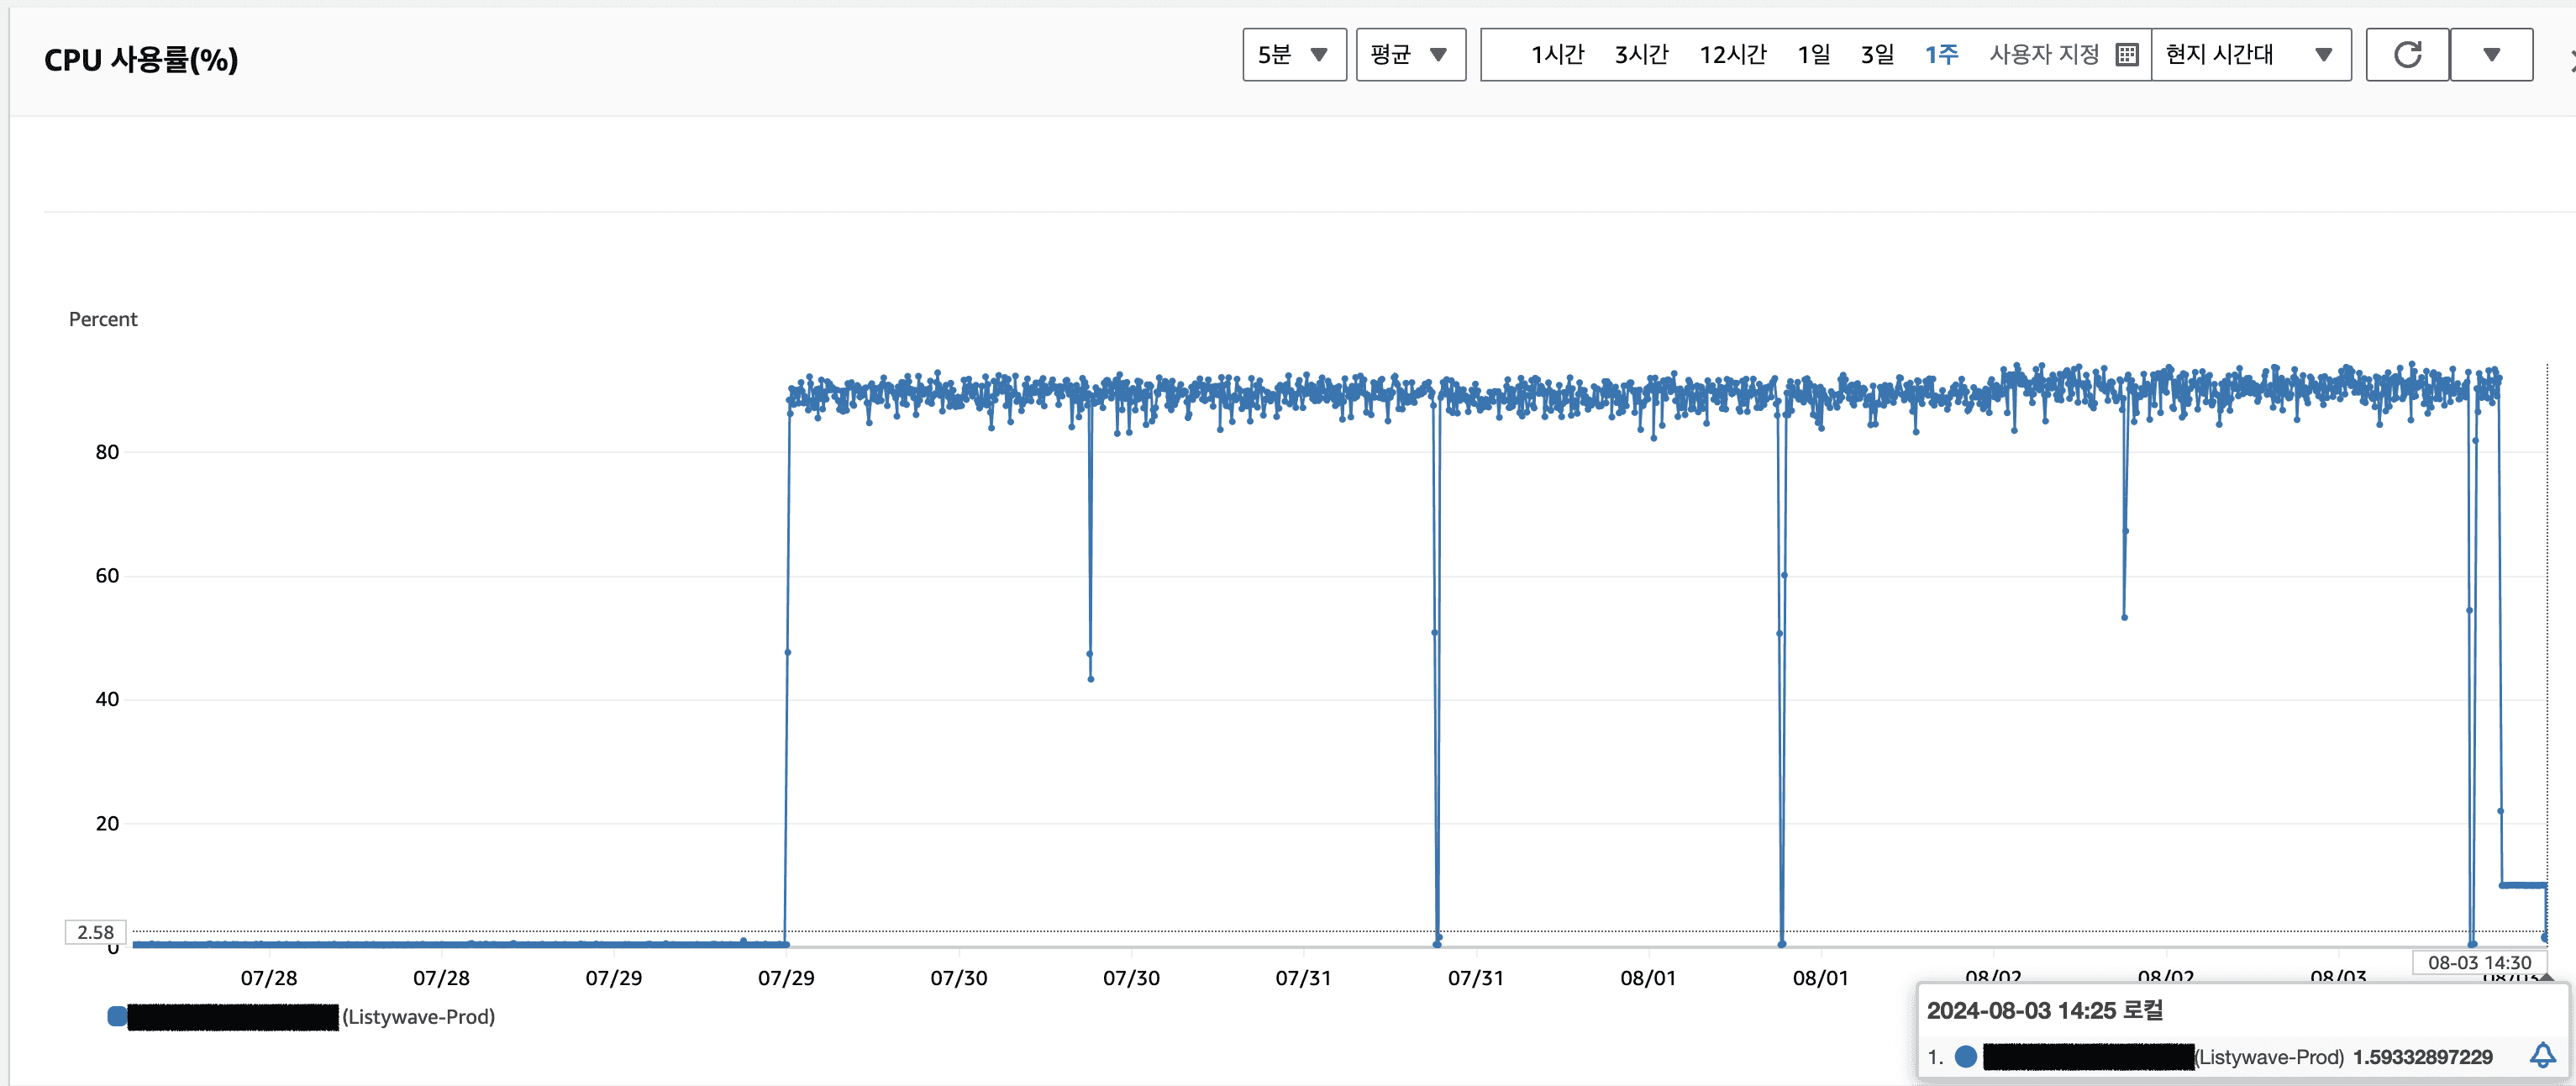 CPU 사용률(%)
5분 평균 1시간 3시간 12시간 1일 3일 1주 사용자 지정 현지 시간대
Percent
80
60
40
20
2.58
0
07/28 07/28 07/29 07/29 07/30 07/30 07/31 07/31 08/01 08/01 08/02 08/02 08/03 08/03
08-03 14:30
(Listywave-Prod)
2024-08-03 14:25 로컬
1. (Listywave-Prod) 1.59332897229